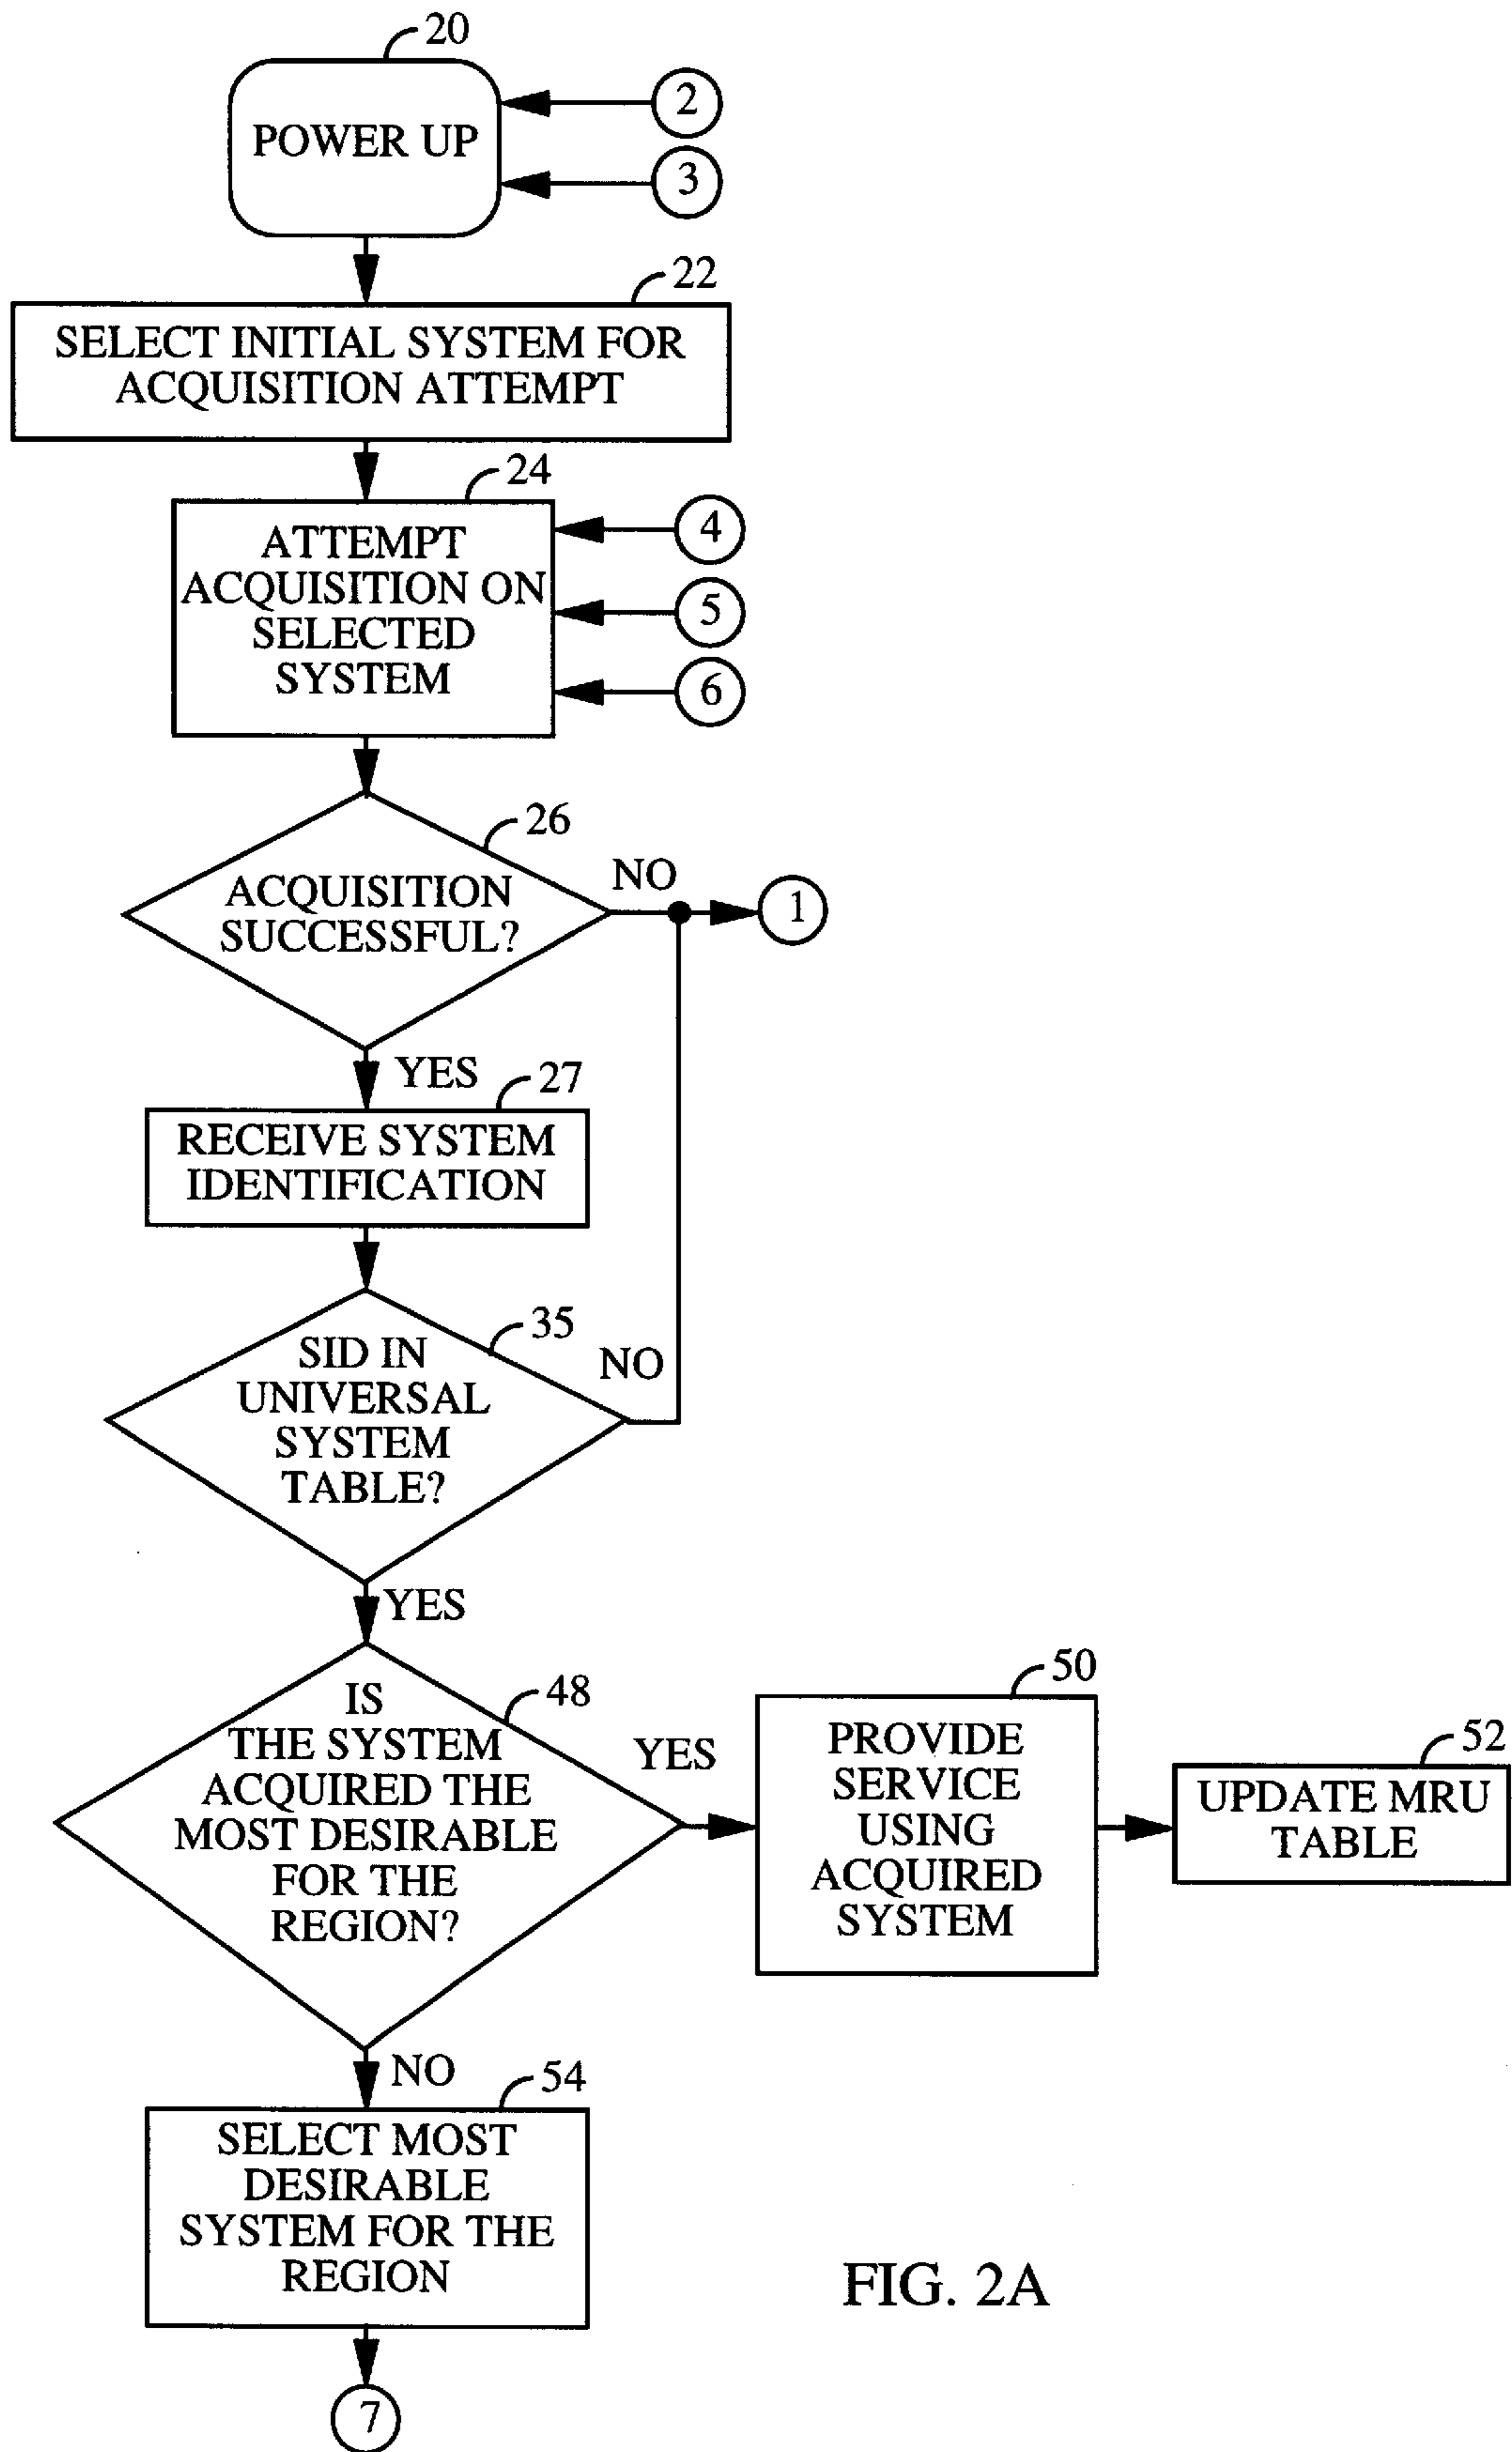 20
POWER UP
2
3
22
SELECT INITIAL SYSTEM FOR
ACQUISITION ATTEMPT
24
ATTEMPT
ACQUISITION ON
SELECTED
SYSTEM
4
5
6
26
ACQUISITION
SUCCESSFUL?
NO
1
YES
27
RECEIVE SYSTEM
IDENTIFICATION
35
SID IN
UNIVERSAL
SYSTEM
TABLE?
NO
YES
48
IS
THE SYSTEM
ACQUIRED THE
MOST DESIRABLE
FOR THE
REGION?
YES
50
PROVIDE
SERVICE
USING
ACQUIRED
SYSTEM
52
UPDATE MRU
TABLE
NO
54
SELECT MOST
DESIRABLE
SYSTEM FOR THE
REGION
7
FIG. 2A